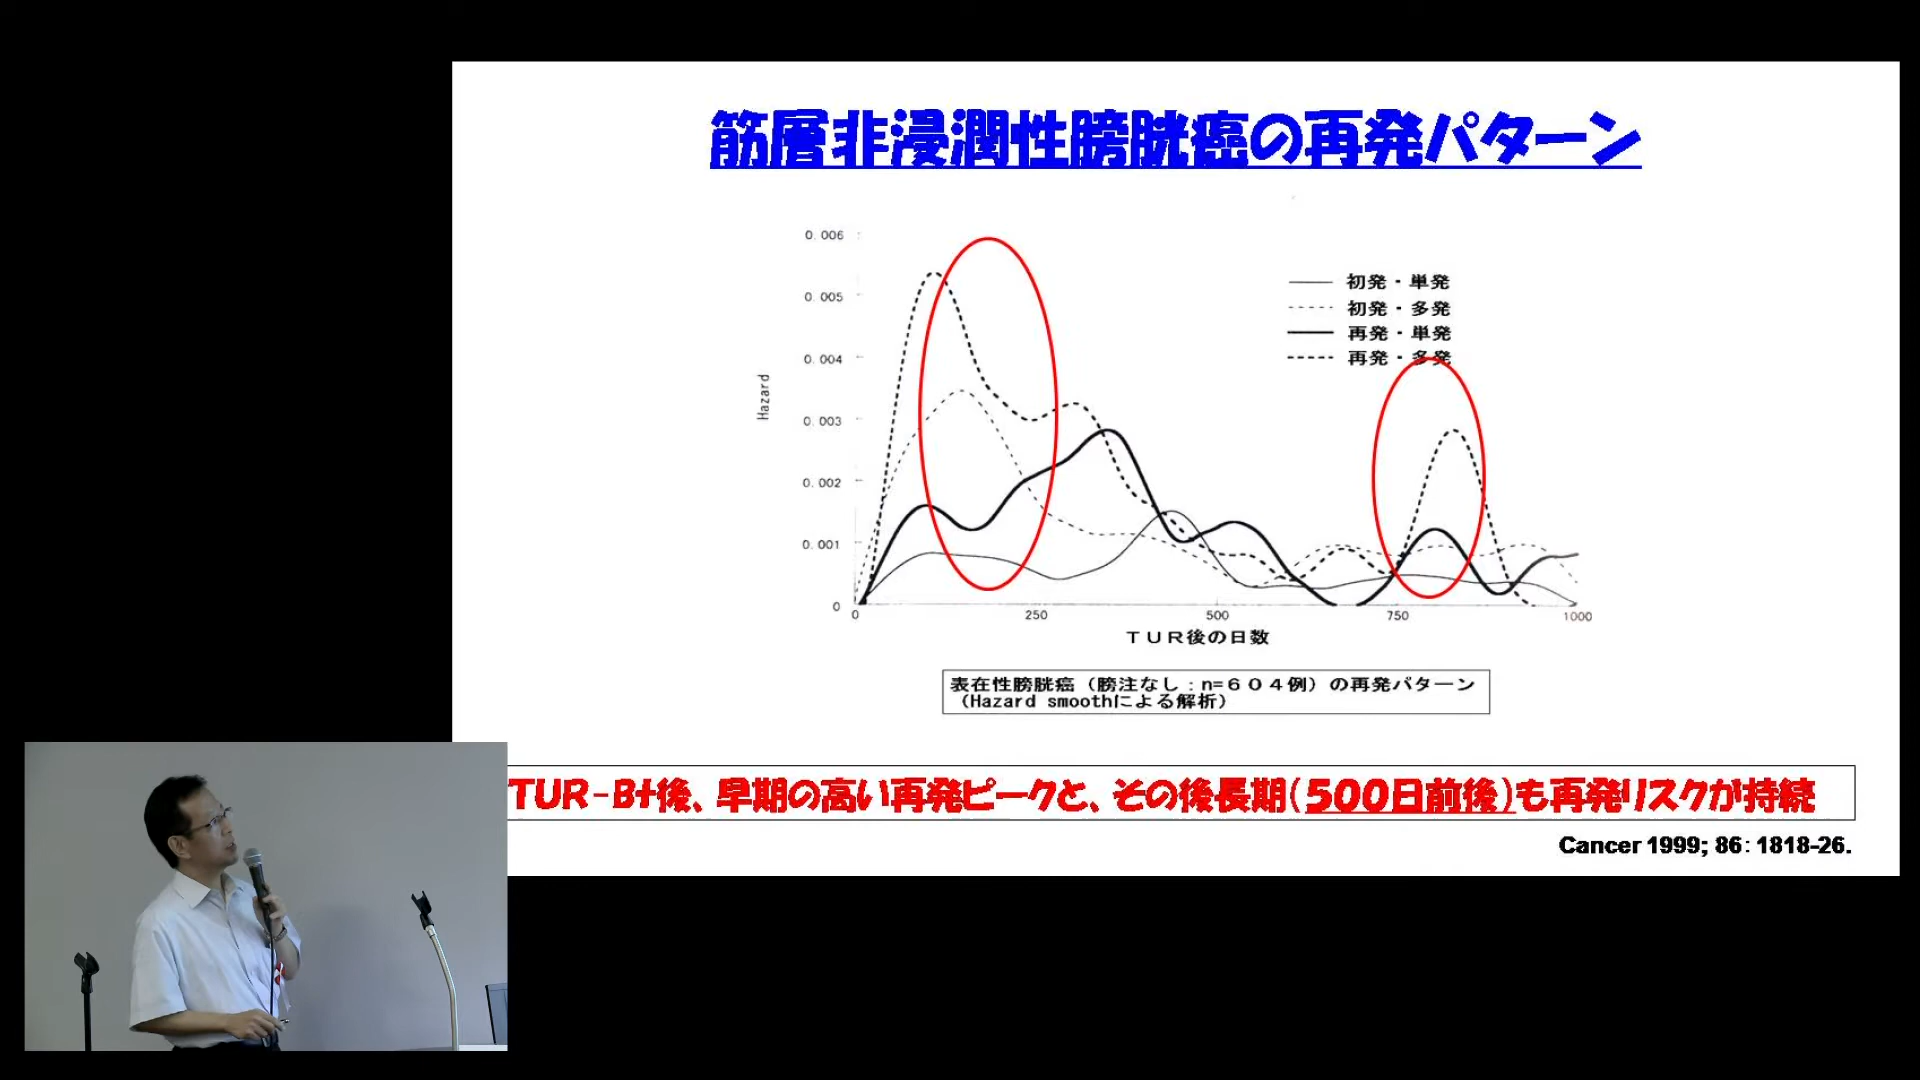 筋層非浸潤性膀胱癌の再発パターン
0.006
0.005
0.004
0.003
0.002
0.001
0
Hazard
初発・単発
初発・多発
再発・単発
再発・多発
0 250 500 750 1000
TUR後の日数
表在性膀胱癌（膀注なし：n=６０４例）の再発パターン
（Hazard smoothによる解析）
TUR-Bt後、早期の高い再発ピークと、その後長期（500日前後）も再発リスクが持続
Cancer 1999; 86: 1818-26.